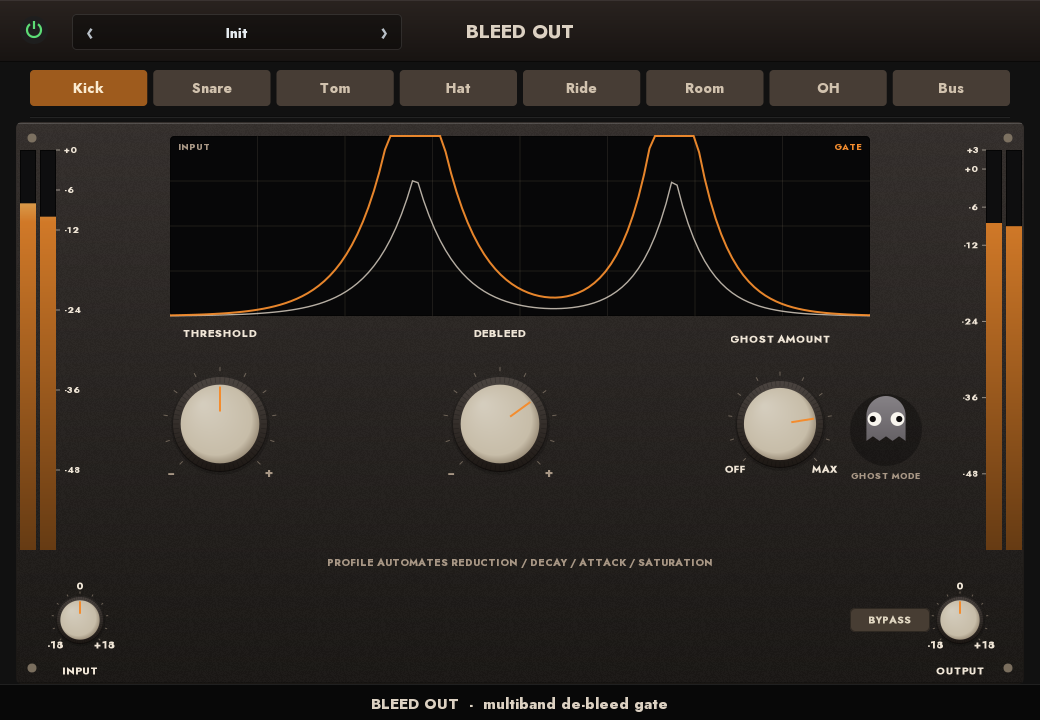 ‹ Init › BLEED OUT
Kick Snare Tom Hat Ride Room OH Bus
INPUT GATE
+0
-6
-12
-24
-36
-48
+3
+0
-6
-12
-24
-36
-48
THRESHOLD DEBLEED GHOST AMOUNT
- + - + OFF MAX
GHOST MODE
PROFILE AUTOMATES REDUCTION / DECAY / ATTACK / SATURATION
0
-18 +18
INPUT
BYPASS
0
-18 +18
OUTPUT
BLEED OUT - multiband de-bleed gate